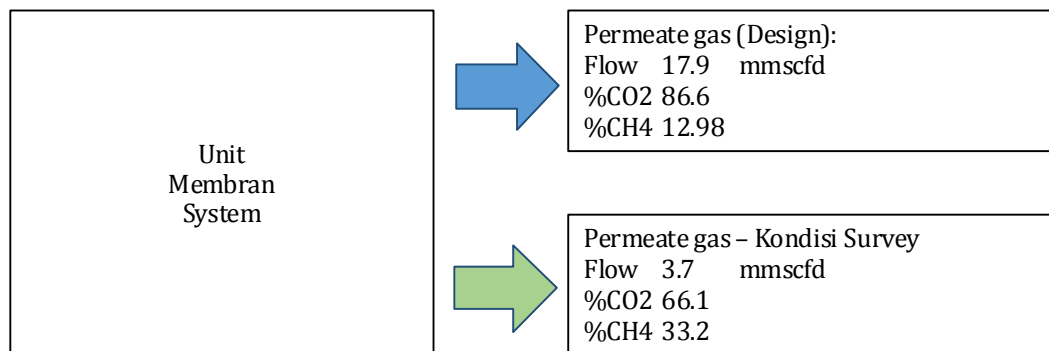 Unit
Membran
System
Permeate gas (Design):
Flow 17.9 mmscfd
%CO2 86.6
%CH4 12.98
Permeate gas – Kondisi Survey
Flow 3.7 mmscfd
%CO2 66.1
%CH4 33.2